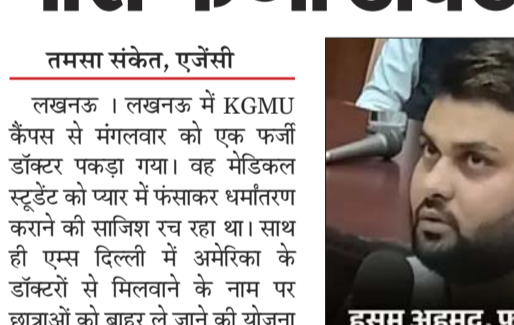 तमसा संकेत, एजेंसी
लखनऊ । लखनऊ में KGMU
कैंपस से मंगलवार को एक फर्जी
डॉक्टर पकड़ा गया। वह मेडिकल
स्टूडेंट को प्यार में फंसाकर धर्मांतरण
कराने की साजिश रच रहा था। साथ
ही एम्स दिल्ली में अमेरिका के
डॉक्टरों से मिलवाने के नाम पर
छात्राओं को बाहर ले जाने की योजना
हसम अहमद,